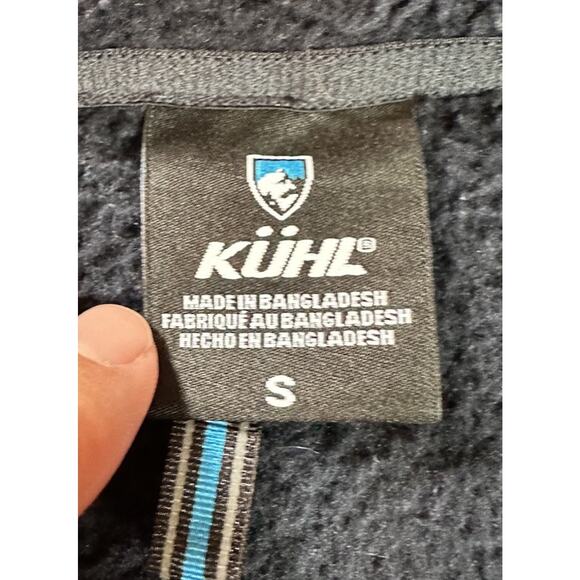 KÜHL®
MADE IN BANGLADESH
FABRIQUÉ AU BANGLADESH
HECHO EN BANGLADESH
S